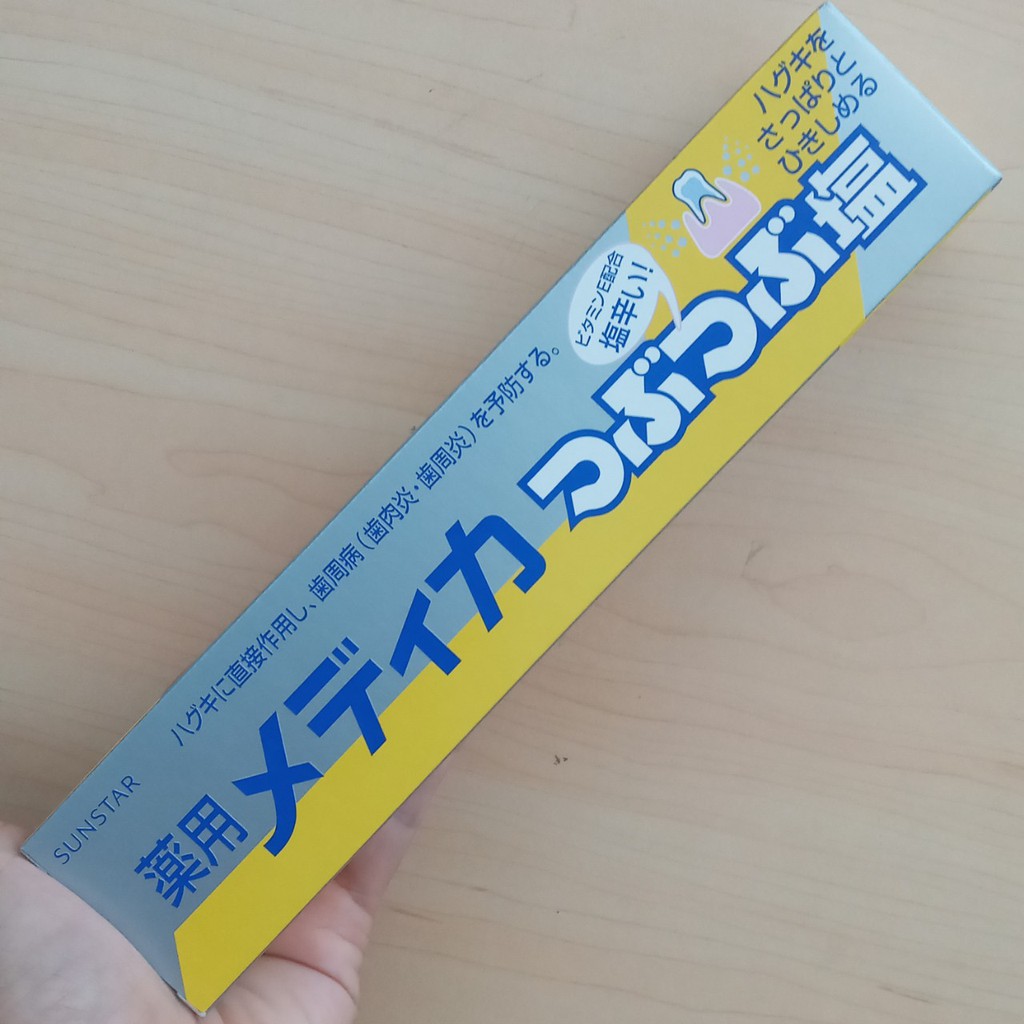 SUNSTAR
ハグキに直接作用し、歯周病(歯肉炎・歯周炎)を予防する。
薬用
メディカ
つぶつぶ塩
ビタミンE配合
塩辛い!
ハグキを
さっぱりと
ひきしめる